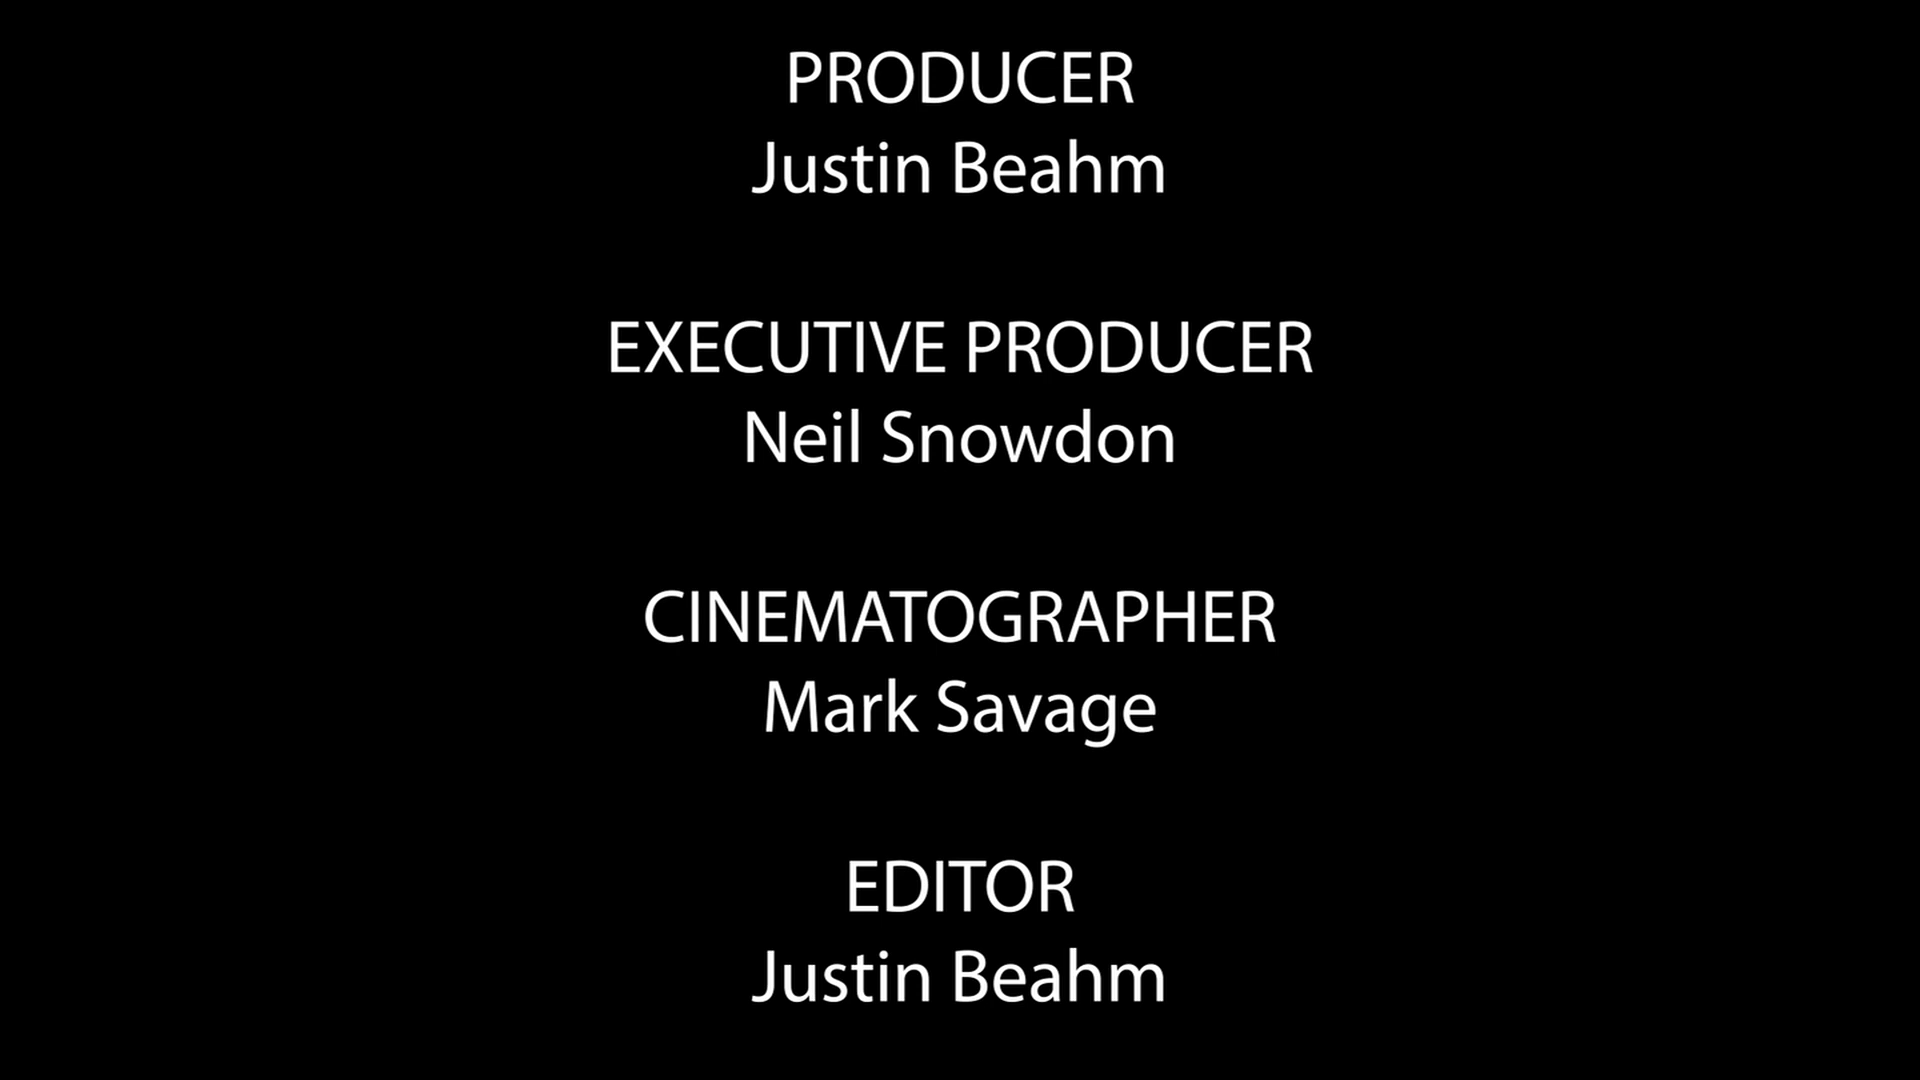 PRODUCER
Justin Beahm
EXECUTIVE PRODUCER
Neil Snowdon
CINEMATOGRAPHER
Mark Savage
EDITOR
Justin Beahm